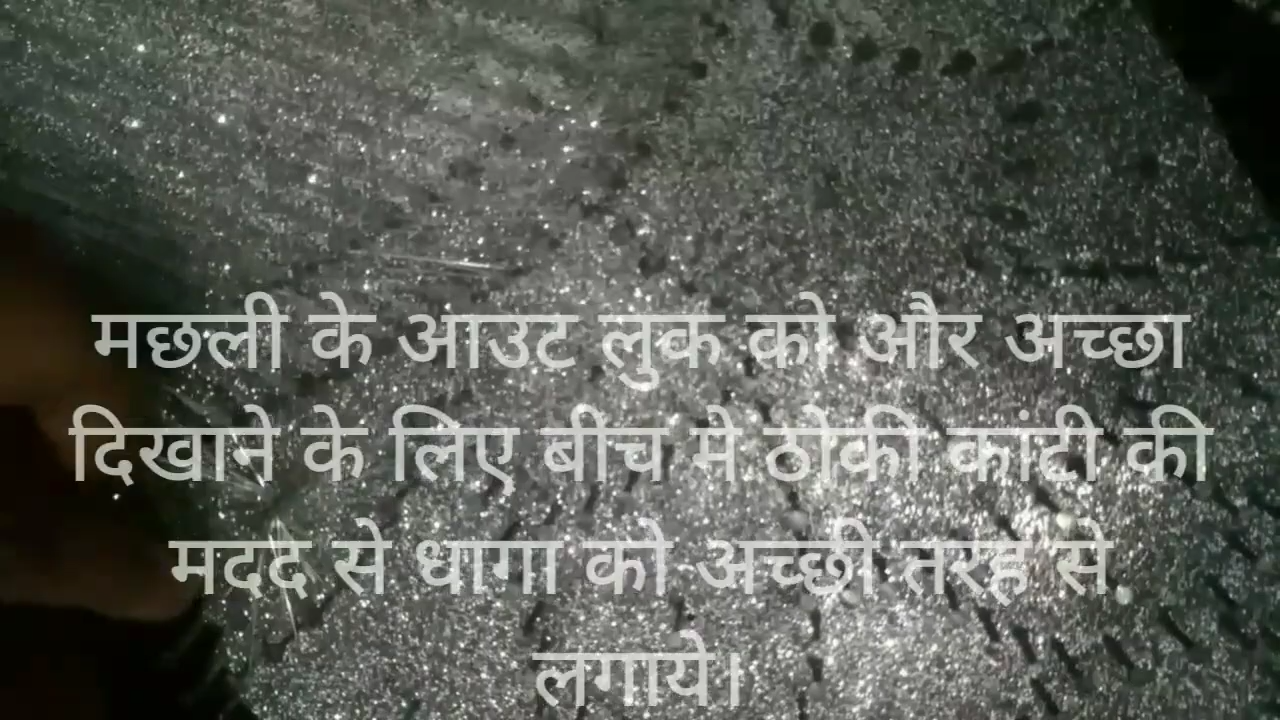 मछली के आउट लुक को और अच्छा
दिखाने के लिए बीच मे ठोकी कांटी की
मदद से धागा को अच्छी तरह से
लगाये।